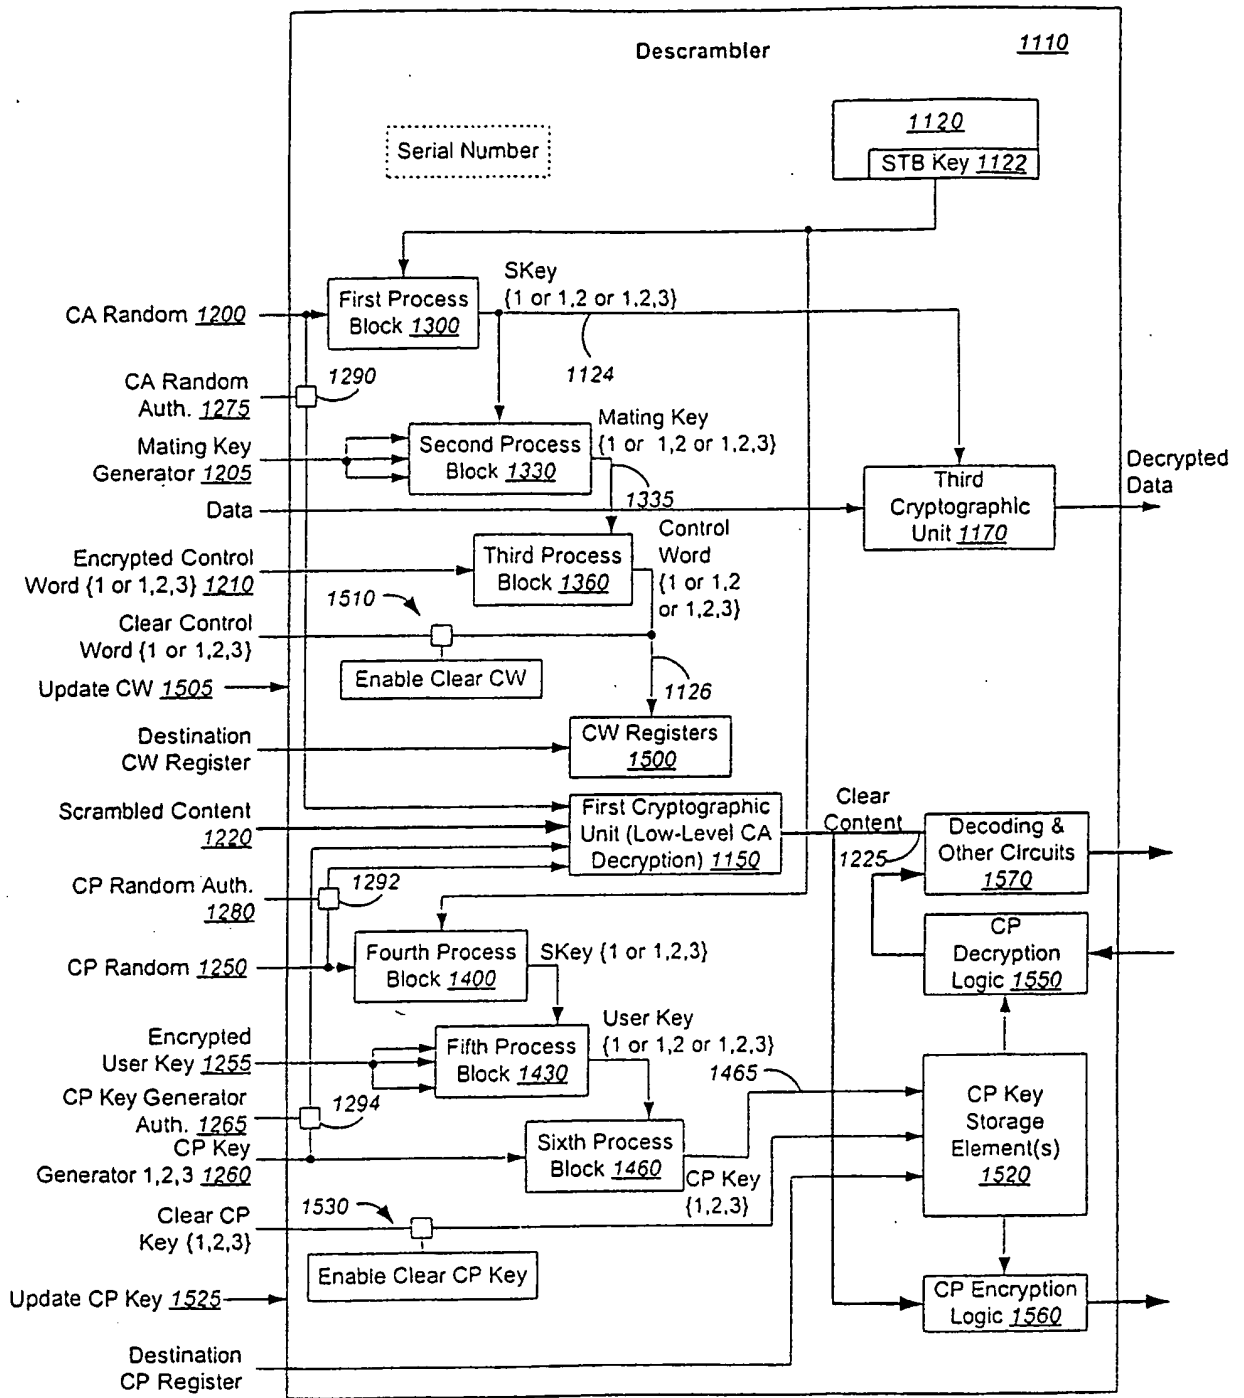 Descrambler
1110
Serial Number
1120
STB Key 1122
SKey
{1 or 1,2 or 1,2,3}
First Process
Block 1300
CA Random 1200
1124
CA Random
Auth. 1275
1290
Mating Key
{1 or 1,2 or 1,2,3}
Mating Key
Generator 1205
Second Process
Block 1330
1335
Third
Cryptographic
Unit 1170
Decrypted
Data
Data
Control
Word
{1 or 1,2
or 1,2,3}
Encrypted Control
Word {1 or 1,2,3} 1210
Third Process
Block 1360
1510
Clear Control
Word {1 or 1,2,3}
Enable Clear CW
1126
Update CW 1505
Destination
CW Register
CW Registers
1500
Scrambled Content
1220
First Cryptographic
Unit (Low-Level CA
Decryption) 1150
Clear
Content
1225
Decoding &
Other Circuits
1570
CP Random Auth.
1280
1292
CP
Decryption
Logic 1550
CP Random 1250
Fourth Process
Block 1400
SKey {1 or 1,2,3}
Encrypted
User Key 1255
Fifth Process
Block 1430
User Key
{1 or 1,2 or 1,2,3}
1465
CP Key Generator
Auth. 1265
1294
CP Key
Storage
Element(s)
1520
CP Key
Generator 1,2,3 1260
Sixth Process
Block 1460
CP Key
{1,2,3}
1530
Clear CP
Key {1,2,3}
Enable Clear CP Key
Update CP Key 1525
CP Encryption
Logic 1560
Destination
CP Register